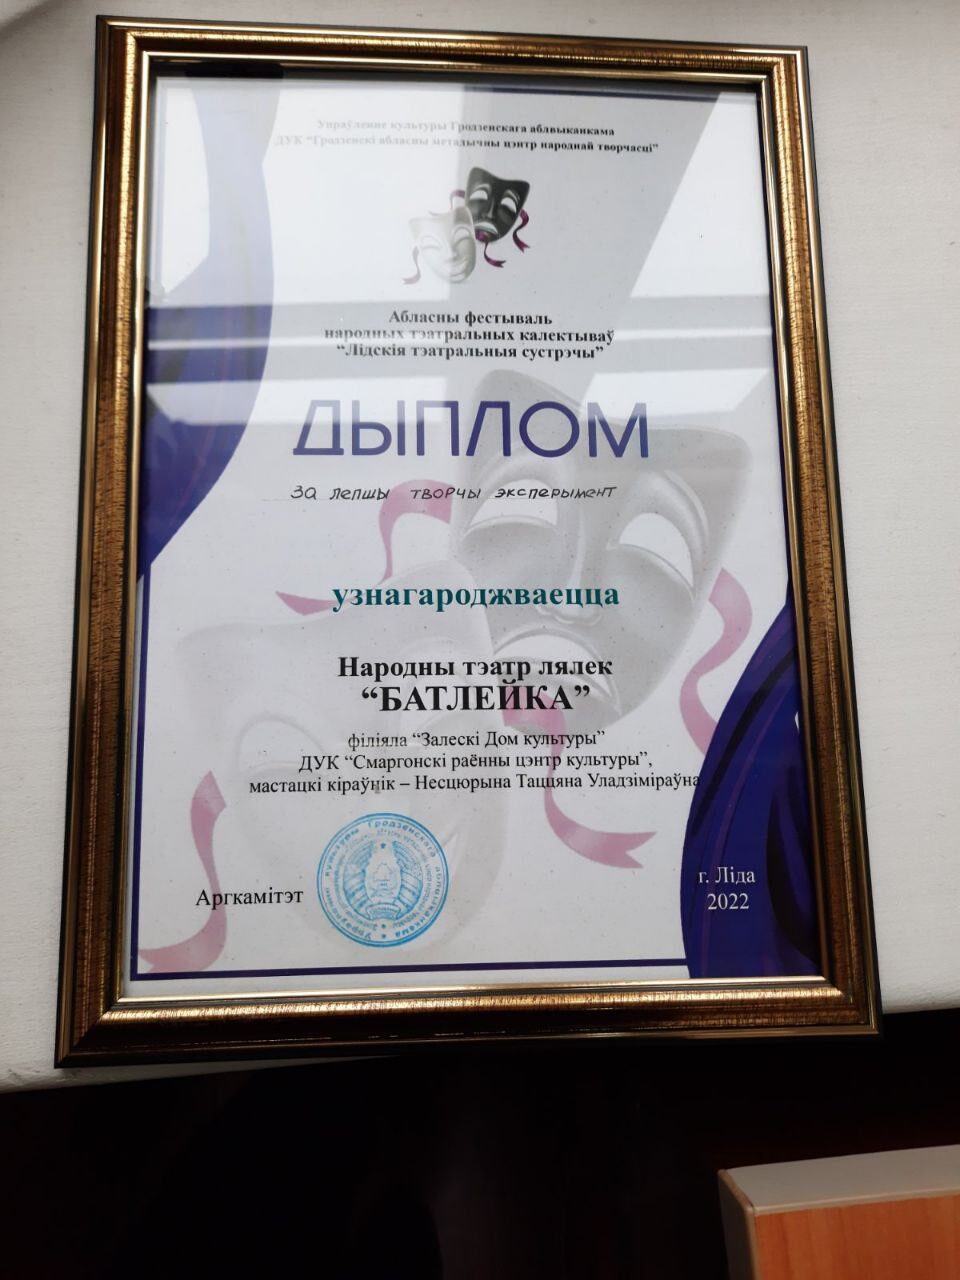 Упраўленне культуры Гродзенскага аблвыканкама
ДУК “Гродзенскі абласны метадычны цэнтр народнай творчасці”
Абласны фестываль
народных тэатральных калектываў
“Лідскія тэатральныя сустрэчы”
ДЫПЛОМ
за лепшы творчы эксперымент
узнагароджваецца
Народны тэатр лялек
“БАТЛЕЙКА”
філіяла “Залескі Дом культуры”
ДУК “Смаргонскі раённы цэнтр культуры”,
мастацкі кіраўнік – Несцюрына Таццяна Уладзіміраўна
Аргкамітэт
г. Ліда
2022